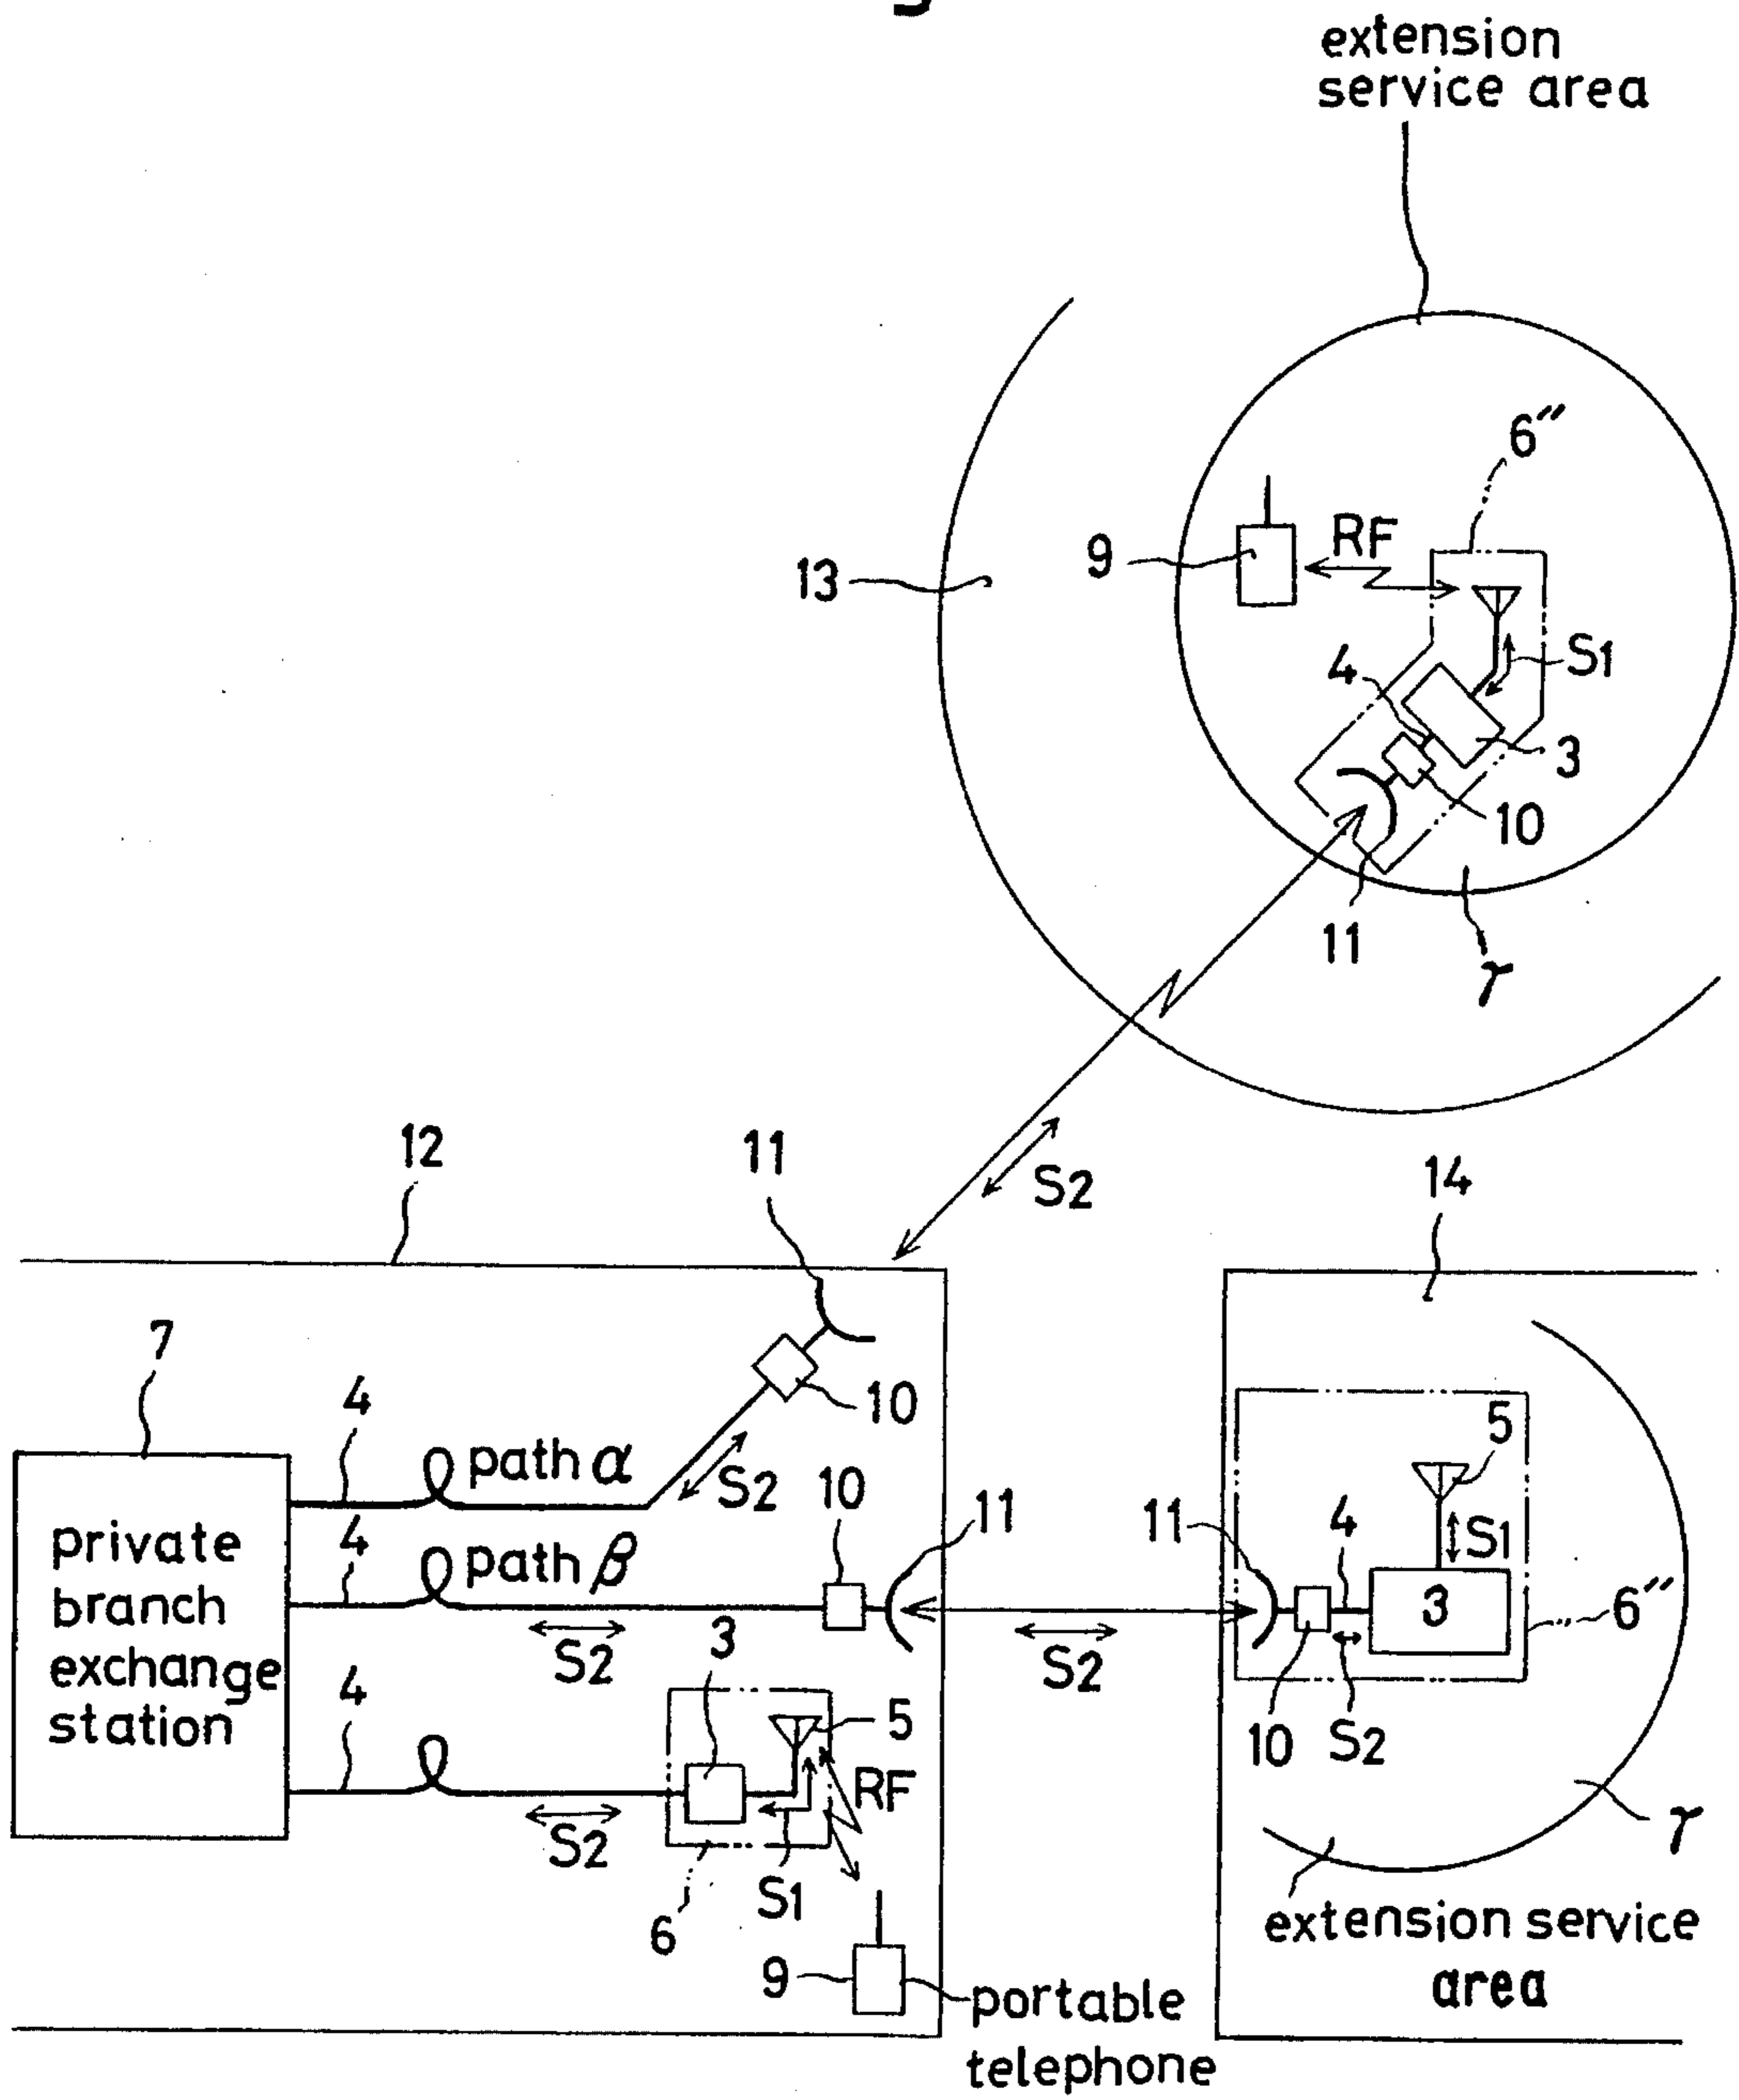 extension
service area
6″
RF
9
13
S1
4
3
10
11
γ
S2
12
11
14
7
10
4
path α
S2
10
11
5
private
branch
exchange
station
4
path β
11
4
S1
3
S2
3
S2
6″
10
S2
4
5
RF
S2
S1
γ
6
extension service
area
9
portable
telephone